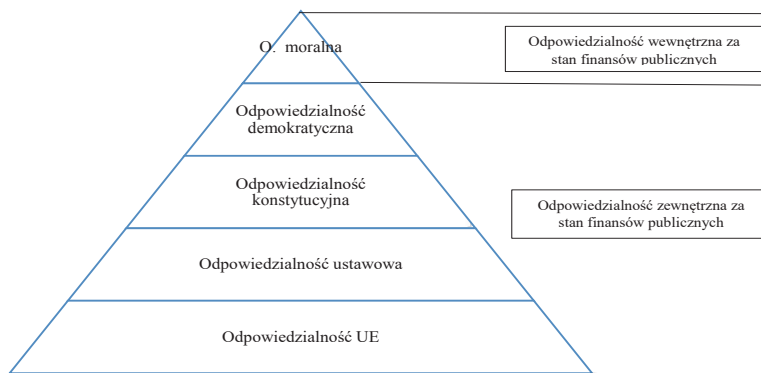 O. moralna
Odpowiedzialność wewnętrzna za
stan finansów publicznych
Odpowiedzialność
demokratyczna
Odpowiedzialność
konstytucyjna
Odpowiedzialność zewnętrzna za
stan finansów publicznych
Odpowiedzialność ustawowa
Odpowiedzialność UE